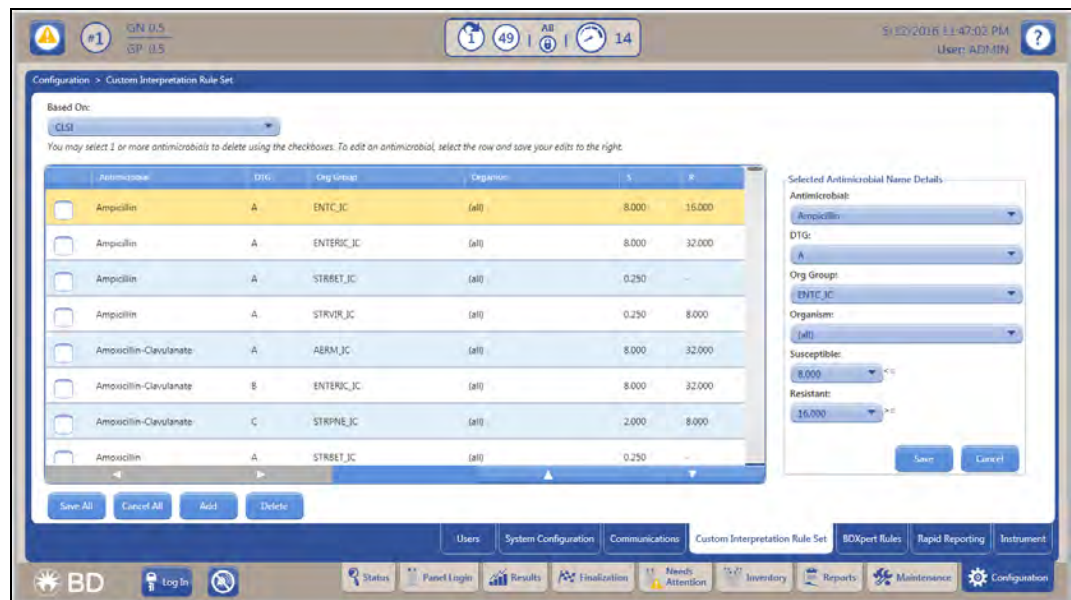 #1 GN 0.5
GP 0.5
1 49 All 14
5/12/2016 11:47:02 PM
User: ADMIN
?
Configuration > Custom Interpretation Rule Set
Based On:
CLSI
You may select 1 or more antimicrobials to delete using the checkboxes. To edit an antimicrobial, select the row and save your edits to the right.
Antimicrobial DTG Org Group Organism S R
Ampicillin A ENTC_IC (all) 8.000 16.000
Ampicillin A ENTERIC_IC (all) 8.000 32.000
Ampicillin A STRBET_IC (all) 0.250 -
Ampicillin A STRVIR_IC (all) 0.250 8.000
Amoxicillin-Clavulanate A AERM_IC (all) 8.000 32.000
Amoxicillin-Clavulanate B ENTERIC_IC (all) 8.000 32.000
Amoxicillin-Clavulanate C STRPNE_IC (all) 2.000 8.000
Amoxicillin A STRBET_IC (all) 0.250 -
Selected Antimicrobial Name Details
Antimicrobial:
Ampicillin
DTG:
A
Org Group:
ENTC_IC
Organism:
(all)
Susceptible:
8.000 <=
Resistant:
16.000 >=
Save Cancel
Save All Cancel All Add Delete
Users System Configuration Communications Custom Interpretation Rule Set BDXpert Rules Rapid Reporting Instrument
BD Log In Status Panel Login Results Finalization Needs Attention Inventory Reports Maintenance Configuration